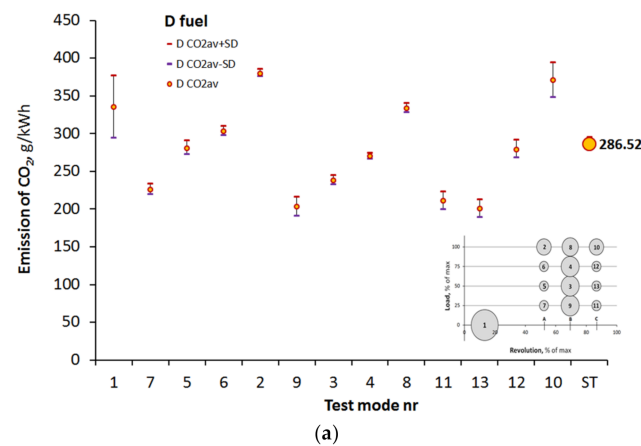 D fuel
D CO2av+SD
D CO2av-SD
D CO2av
Emission of CO₂, g/kWh
450
400
350
300
250
200
150
100
50
0
286.52
Load, % of max
100
75
50
25
0
2 8 10
6 4 12
5 3 13
7 9 11
1
A B C
20 40 60 80 100
Revolution, % of max
1 7 5 6 2 9 3 4 8 11 13 12 10 ST
Test mode nr
(a)